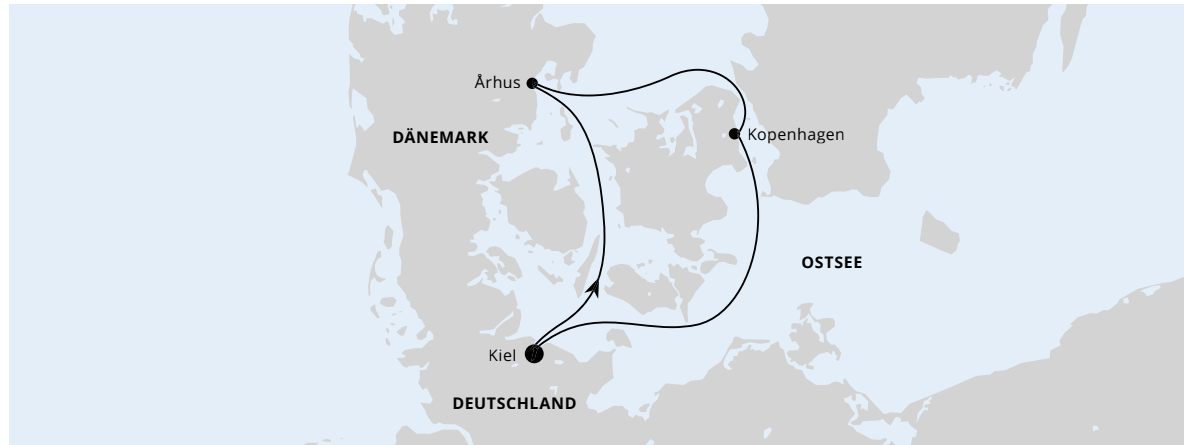 Århus
DÄNEMARK
Kopenhagen
OSTSEE
Kiel
DEUTSCHLAND